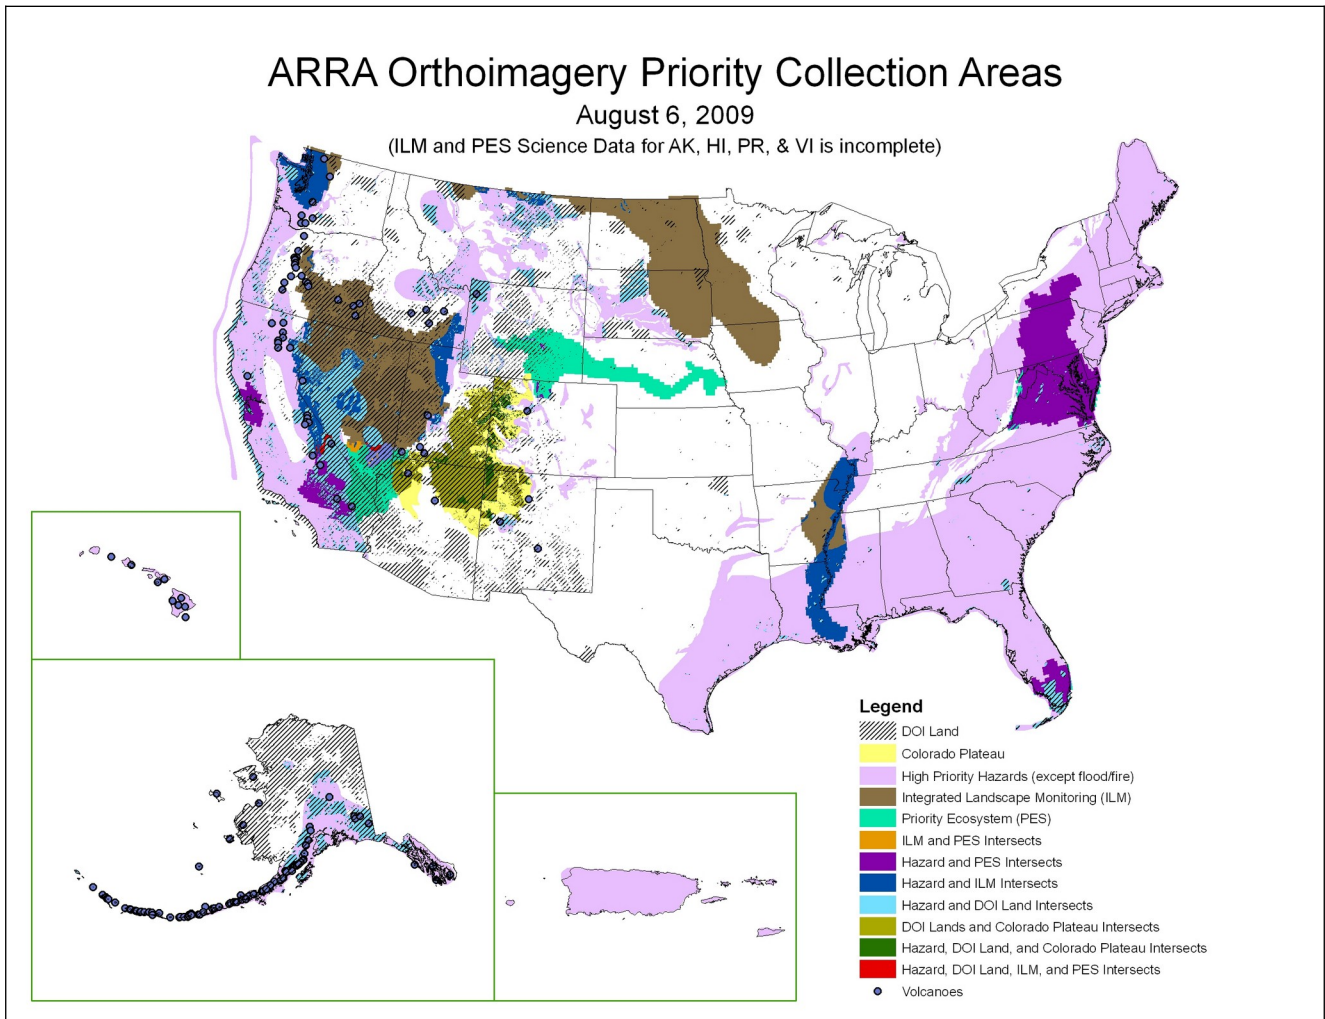 ARRA Orthoimagery Priority Collection Areas
August 6, 2009
(ILM and PES Science Data for AK, HI, PR, & VI is incomplete)
Legend
DOI Land
Colorado Plateau
High Priority Hazards (except flood/fire)
Integrated Landscape Monitoring (ILM)
Priority Ecosystem (PES)
ILM and PES Intersects
Hazard and PES Intersects
Hazard and ILM Intersects
Hazard and DOI Land Intersects
DOI Lands and Colorado Plateau Intersects
Hazard, DOI Land, and Colorado Plateau Intersects
Hazard, DOI Land, ILM, and PES Intersects
Volcanoes